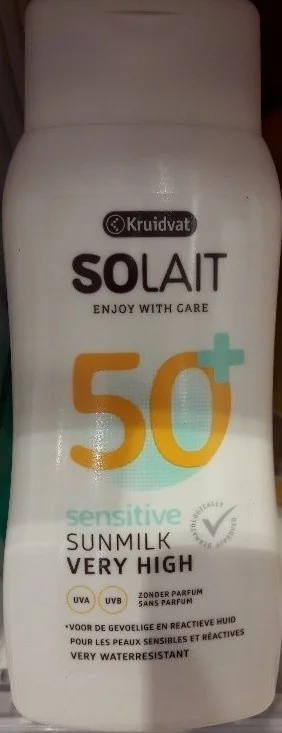 Kruidvat
SOLAIT
ENJOY WITH CARE
50+
sensitive
SUNMILK
VERY HIGH
DERMATOLOGICALLY
UVA UVB ZONDER PARFUM
SANS PARFUM
•VOOR DE GEVOELIGE EN REACTIEVE HUID
POUR LES PEAUX SENSIBLES ET RÉACTIVES
VERY WATERRESISTANT